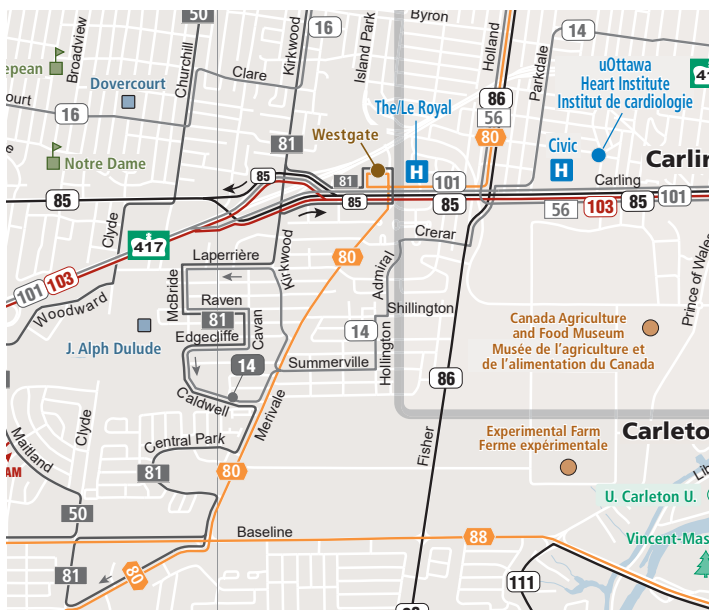 50
Broadview
Churchill
Kirkwood
16
Island Park
Byron
Holland
14
Parkdale
epean
Clare
Dovercourt
ourt
16
uOttawa
Heart Institute
Institut de cardiologie
86
56
80
The/Le Royal
H
Westgate
81
Notre Dame
Civic
H
Carlin
85
81
101
Carling
85
85
85
56
103
85
101
Clyde
417
Kirkwood
Crerar
80
Laperrière
Admiral
Prince of Wales
101
103
Woodward
McBride
Raven
81
Cavan
Edgecliffe
Shillington
14
Hollington
Canada Agriculture
and Food Museum
Musée de l'agriculture et
de l'alimentation du Canada
J. Alph Dulude
14
Summerville
86
Caldwell
Merivale
Clyde
Maitland
AM
Central Park
81
80
Fisher
Experimental Farm
Ferme expérimentale
Carleto
Lib
U. Carleton U.
50
Baseline
88
Vincent-Mas
81
80
111